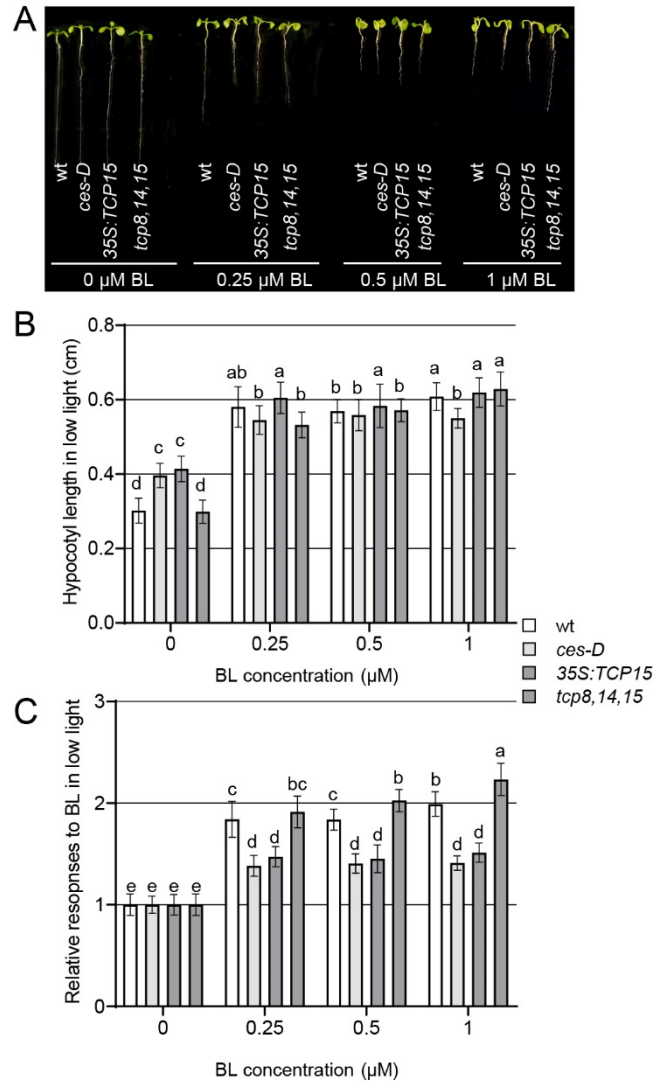 A
wt
ces-D
35S:TCP15
tcp8,14,15
wt
ces-D
35S:TCP15
tcp8,14,15
wt
ces-D
35S:TCP15
tcp8,14,15
wt
ces-D
35S:TCP15
tcp8,14,15
0 µM BL
0.25 µM BL
0.5 µM BL
1 µM BL
B
Hypocotyl length in low light (cm)
0.8
0.6
0.4
0.2
0.0
d c c d
ab b a b
b b a b
a b a a
0 0.25 0.5 1
BL concentration (µM)
wt
ces-D
35S:TCP15
tcp8,14,15
C
Relative resopnses to BL in low light
3
2
1
0
e e e e
c d d bc
c d d b
b d d a
0 0.25 0.5 1
BL concentration (µM)